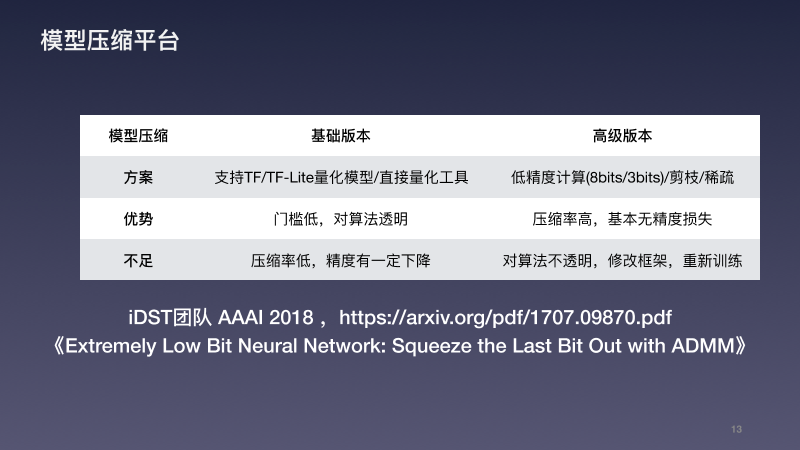 模型压缩平台
模型压缩 基础版本 高级版本
方案 支持TF/TF-Lite量化模型/直接量化工具 低精度计算(8bits/3bits)/剪枝/稀疏
优势 门槛低，对算法透明 压缩率高，基本无精度损失
不足 压缩率低，精度有一定下降 对算法不透明，修改框架，重新训练
iDST团队 AAAI 2018 ，https://arxiv.org/pdf/1707.09870.pdf
《Extremely Low Bit Neural Network: Squeeze the Last Bit Out with ADMM》
13